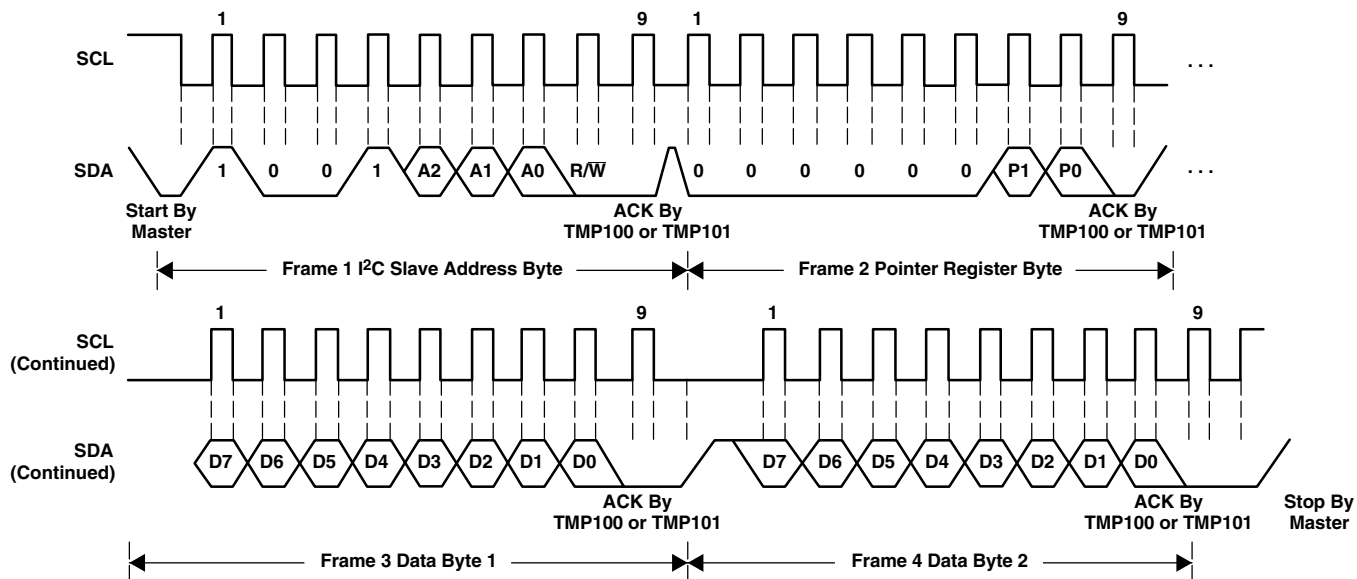 1 9 1 9
SCL . . .
SDA 1 0 0 1 A2 A1 A0 R/W̅ 0 0 0 0 0 0 P1 P0 . . .
Start By
Master
ACK By
TMP100 or TMP101
ACK By
TMP100 or TMP101
Frame 1 I²C Slave Address Byte
Frame 2 Pointer Register Byte
1 9 1 9
SCL
(Continued)
SDA
(Continued)
D7 D6 D5 D4 D3 D2 D1 D0 D7 D6 D5 D4 D3 D2 D1 D0
ACK By
TMP100 or TMP101
ACK By
TMP100 or TMP101
Stop By
Master
Frame 3 Data Byte 1
Frame 4 Data Byte 2